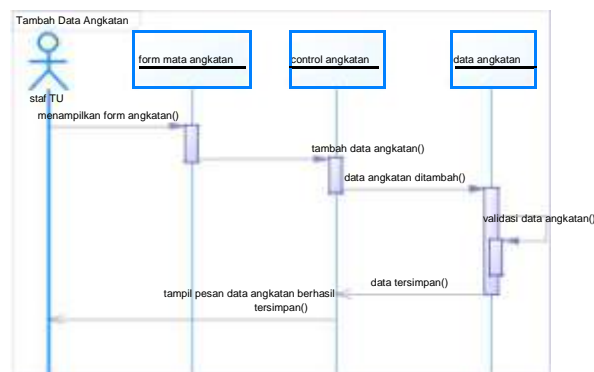 Tambah Data Angkatan
form mata angkatan
control angkatan
data angkatan
staf TU
menampilkan form angkatan()
tambah data angkatan()
data angkatan ditambah()
validasi data angkatan()
data tersimpan()
tampil pesan data angkatan berhasil
tersimpan()